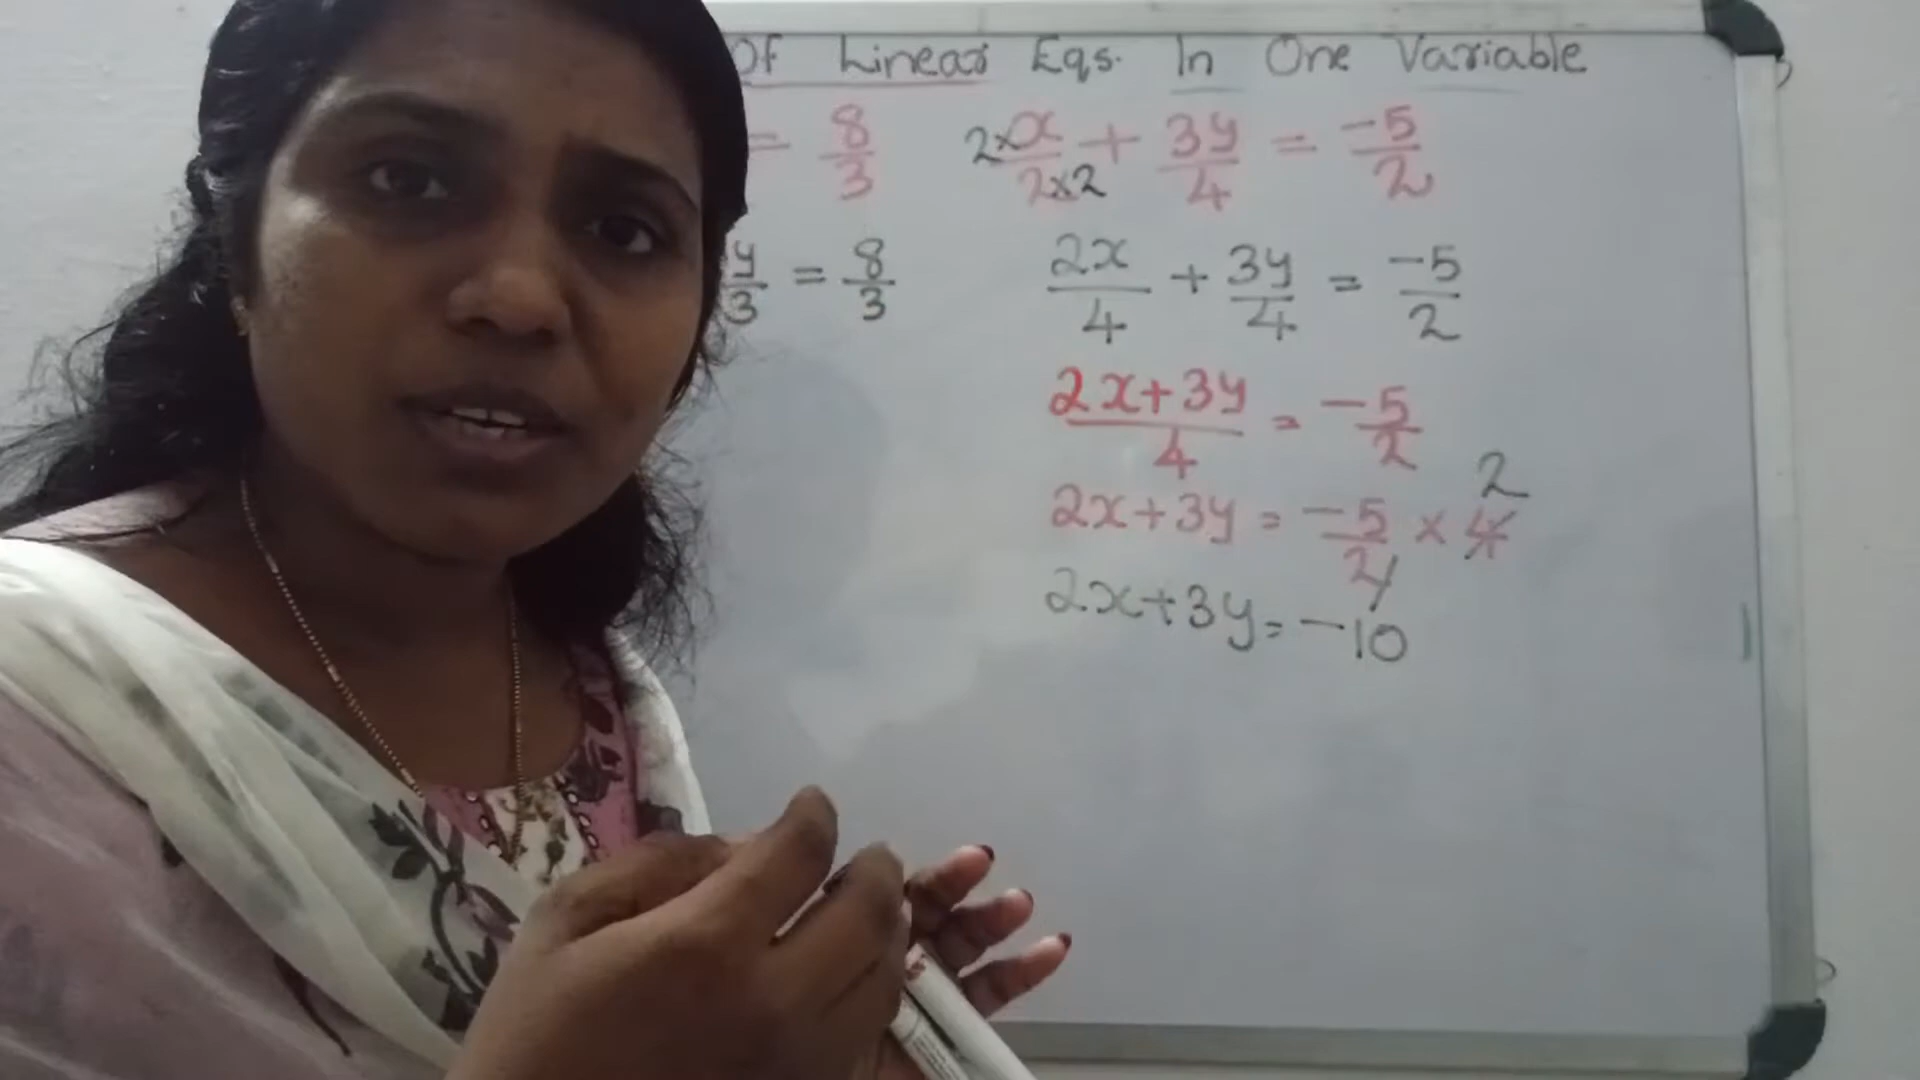 Of Linear Eqs. In One Variable
= 8/3
2×x/2×2 + 3y/4 = -5/2
y/3 = 8/3
2x/4 + 3y/4 = -5/2
2x+3y/4 = -5/2
2x+3y = -5/2 × 4 2
2x+3y = -10